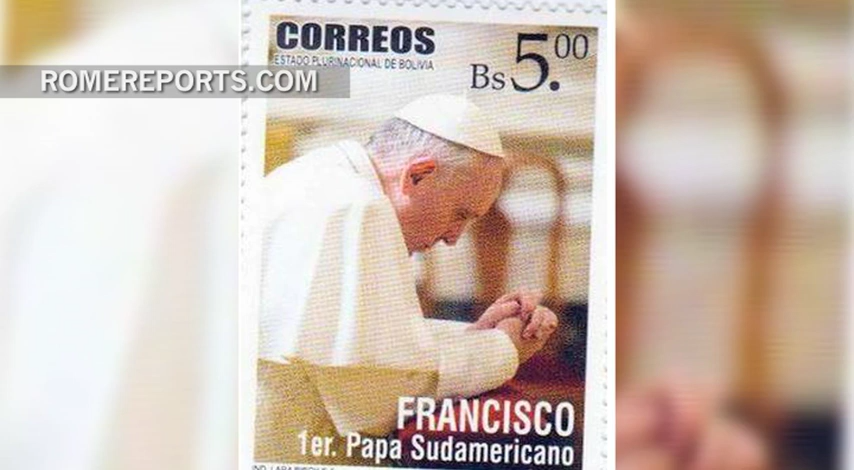 CORREOS
ESTADO PLURINACIONAL DE BOLIVIA
Bs 5.00
ROMEREPORTS.COM
FRANCISCO
1er. Papa Sudamericano